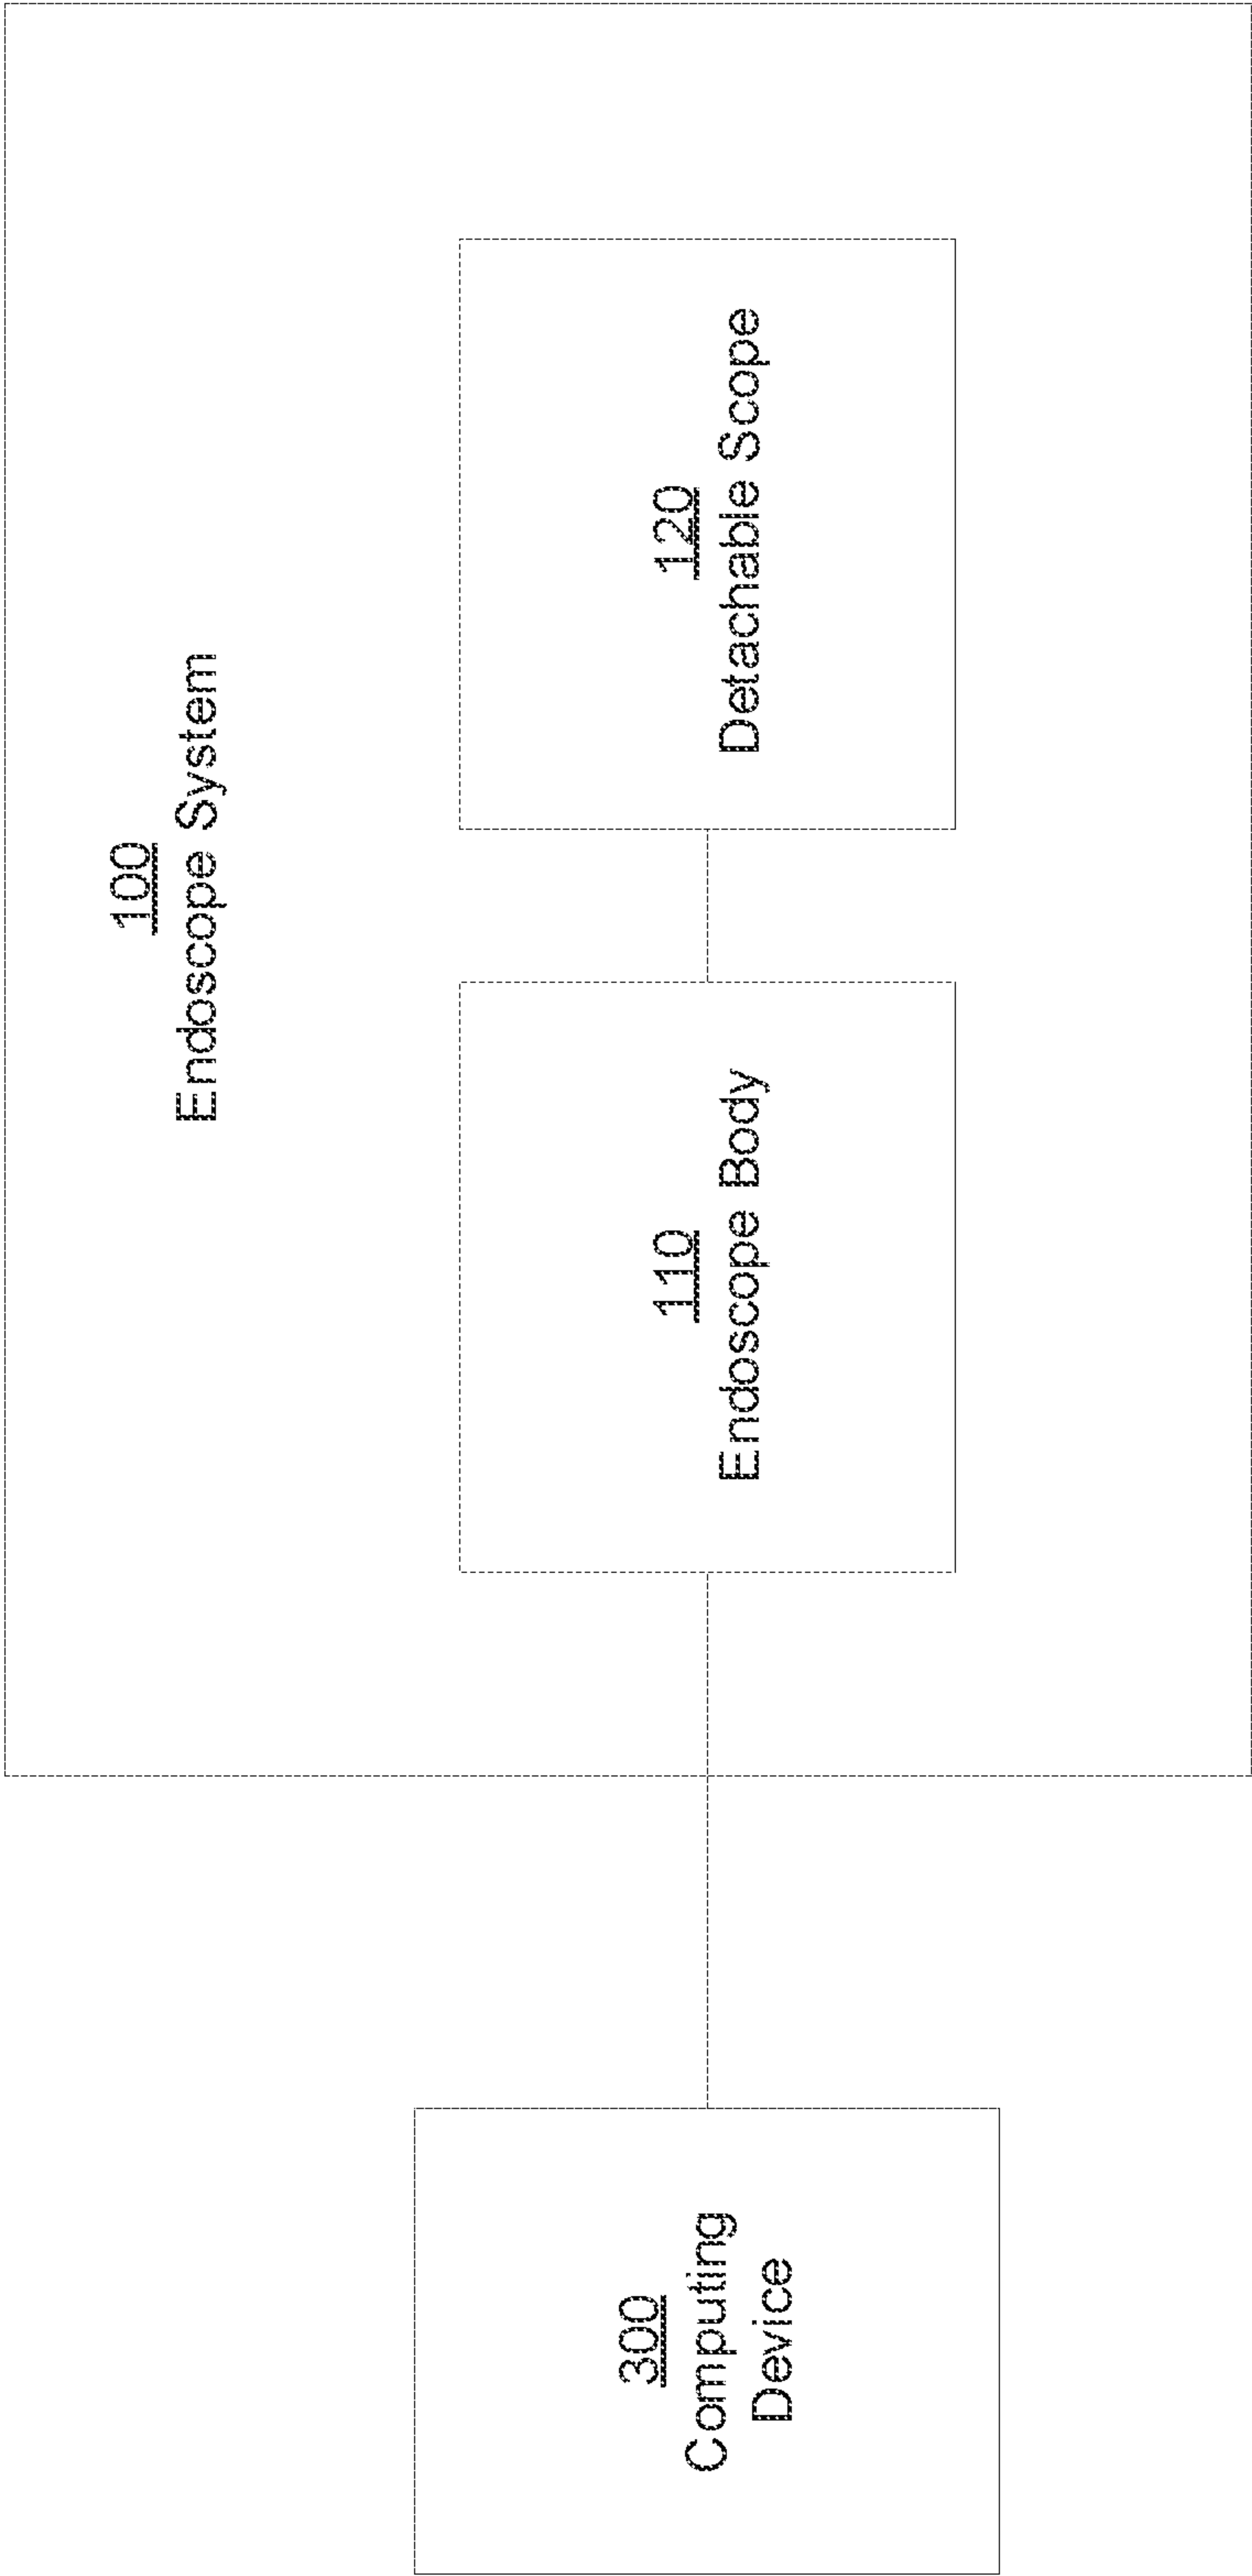 100
Endoscope System
300
Computing
Device
110
Endoscope Body
120
Detachable Scope